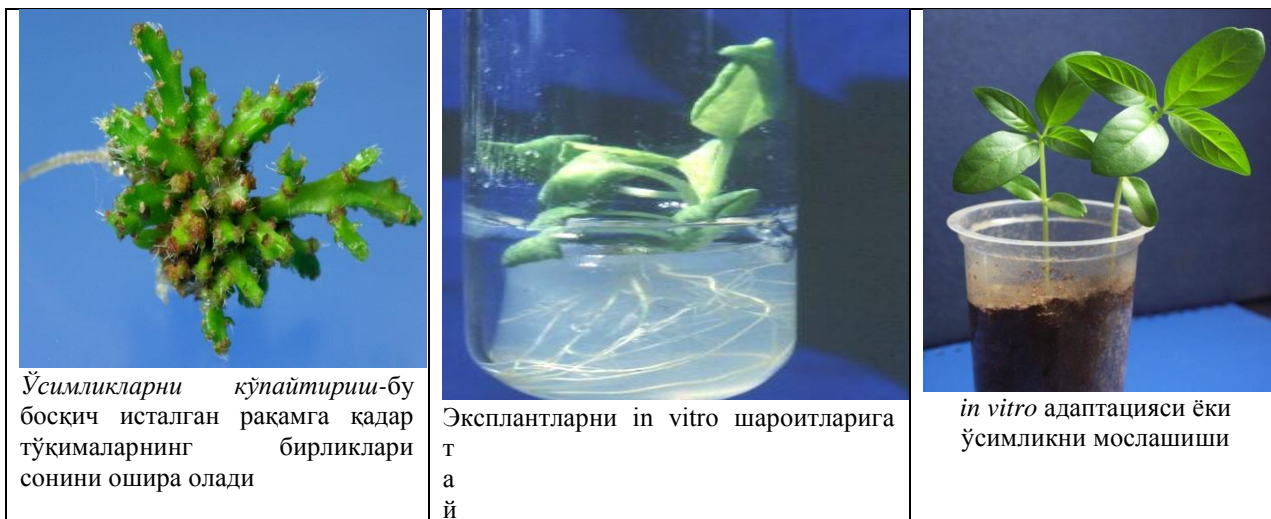 Ўсимликларни кўпайтириш-бу
босқич исталган рақамга қадар
тўқималарнинг бирликлари
сонини ошира олади
Эксплантларни in vitro шароитларига
т
а
й
in vitro адаптацияси ёки
ўсимликни мослашиши